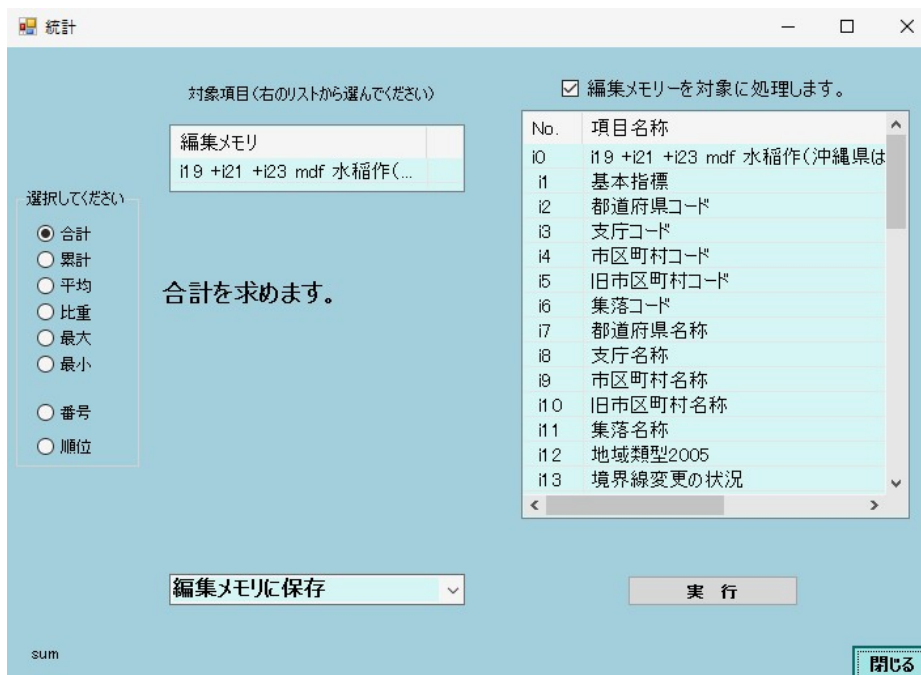 統計
対象項目(右のリストから選んでください)
編集メモリ
i19 +i21 +i23 mdf 水稲作(...
選択してください
合計
累計
平均
比重
最大
最小
番号
順位
合計を求めます。
編集メモリーを対象に処理します。
No. 項目名称
i0 i19 +i21 +i23 mdf 水稲作(沖縄県は
i1 基本指標
i2 都道府県コード
i3 支庁コード
i4 市区町村コード
i5 旧市区町村コード
i6 集落コード
i7 都道府県名称
i8 支庁名称
i9 市区町村名称
i10 旧市区町村名称
i11 集落名称
i12 地域類型2005
i13 境界線変更の状況
編集メモリに保存
実 行
sum
閉じる